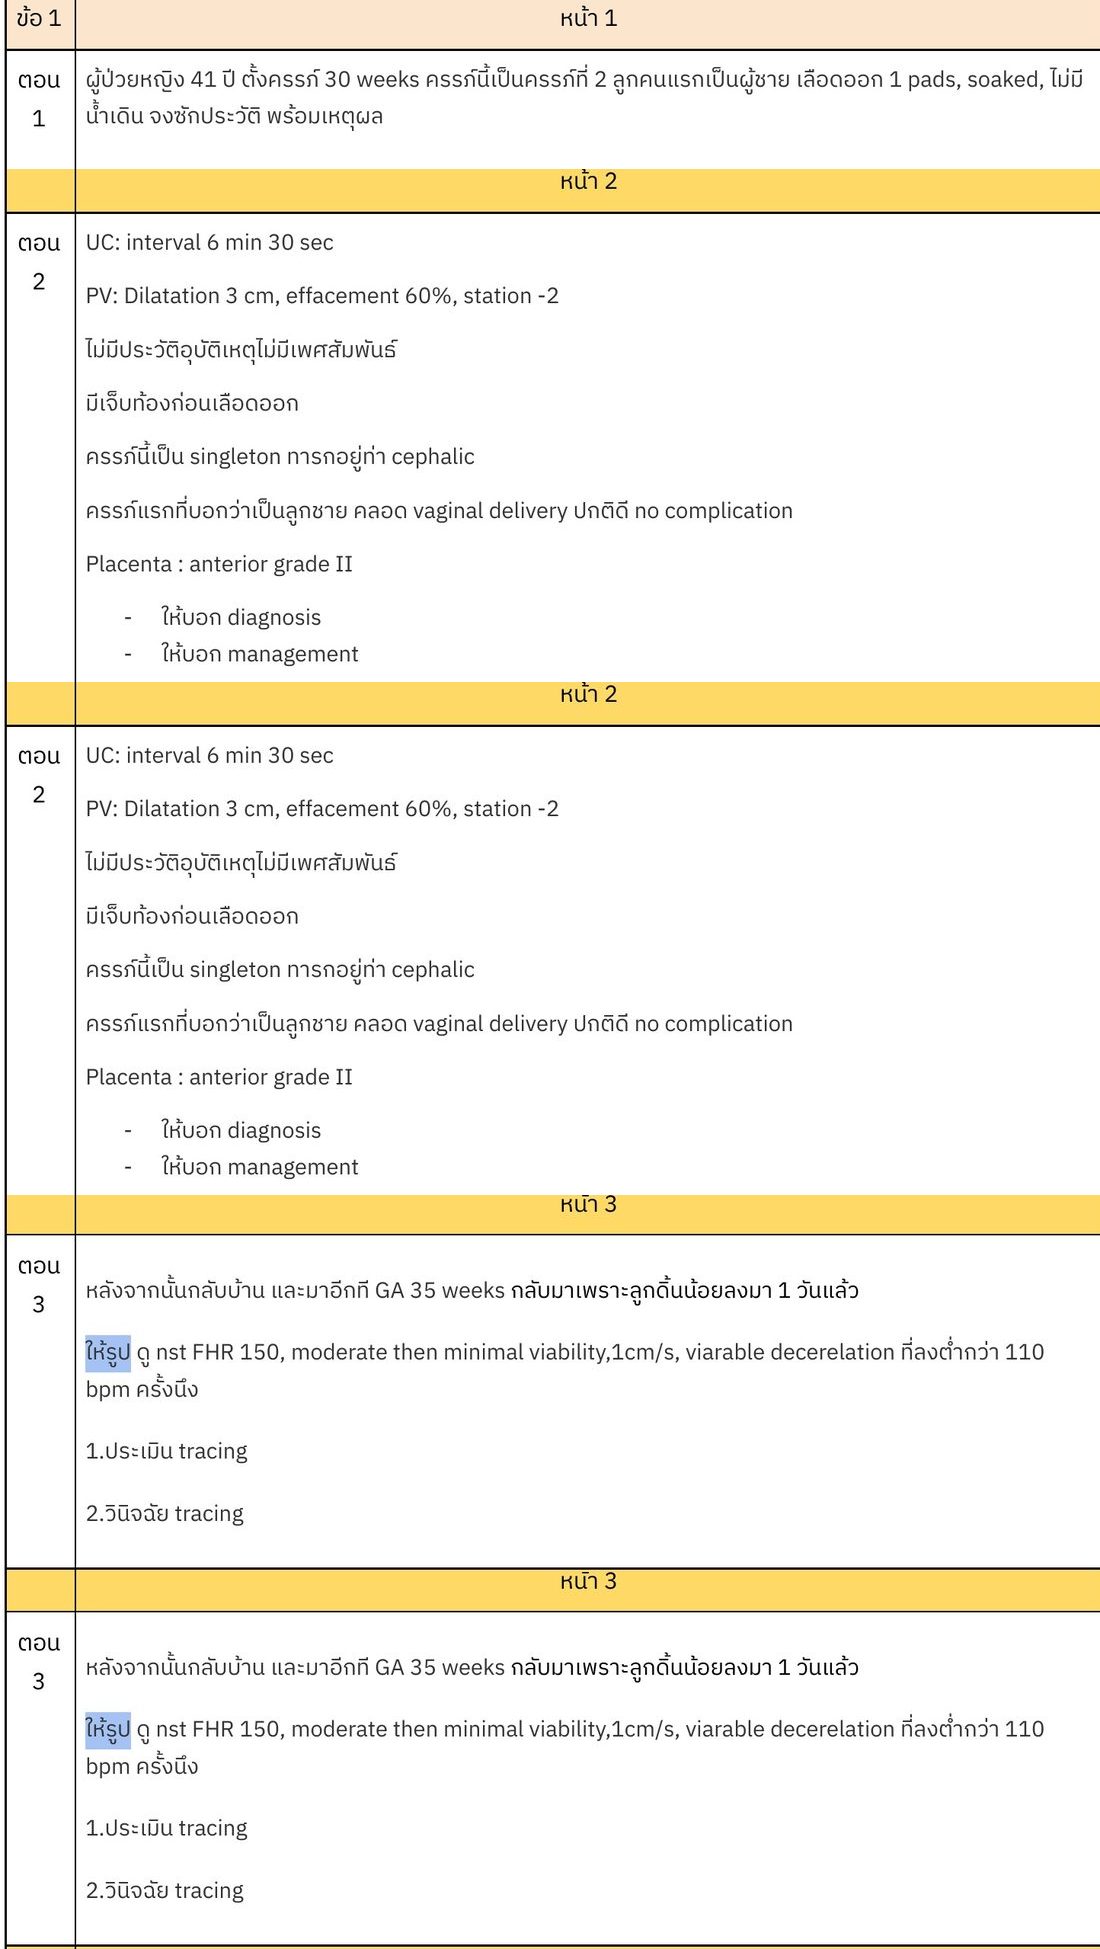 ข้อ 1
หน้า 1
ตอน 1
ผู้ป่วยหญิง 41 ปี ตั้งครรภ์ 30 weeks ครรภ์นี้เป็นครรภ์ที่ 2 ลูกคนแรกเป็นผู้ชาย เลือดออก 1 pads, soaked, ไม่มี
น้ำเดิน จงซักประวัติ พร้อมเหตุผล
หน้า 2
ตอน 2
UC: interval 6 min 30 sec
PV: Dilatation 3 cm, effacement 60%, station -2
ไม่มีประวัติอุบัติเหตุไม่มีเพศสัมพันธ์
มีเจ็บท้องก่อนเลือดออก
ครรภ์นี้เป็น singleton ทารกอยู่ท่า cephalic
ครรภ์แรกที่บอกว่าเป็นลูกชาย คลอด vaginal delivery ปกติดี no complication
Placenta : anterior grade II
- ให้บอก diagnosis
- ให้บอก management
หน้า 2
ตอน 2
UC: interval 6 min 30 sec
PV: Dilatation 3 cm, effacement 60%, station -2
ไม่มีประวัติอุบัติเหตุไม่มีเพศสัมพันธ์
มีเจ็บท้องก่อนเลือดออก
ครรภ์นี้เป็น singleton ทารกอยู่ท่า cephalic
ครรภ์แรกที่บอกว่าเป็นลูกชาย คลอด vaginal delivery ปกติดี no complication
Placenta : anterior grade II
- ให้บอก diagnosis
- ให้บอก management
หน้า 3
ตอน 3
หลังจากนั้นกลับบ้าน และมาอีกที GA 35 weeks กลับมาเพราะลูกดิ้นน้อยลงมา 1 วันแล้ว
ให้รูป ดู nst FHR 150, moderate then minimal viability,1cm/s, viarable decerelation ที่ลงต่ำกว่า 110
bpm ครั้งนึง
1.ประเมิน tracing
2.วินิจฉัย tracing
หน้า 3
ตอน 3
หลังจากนั้นกลับบ้าน และมาอีกที GA 35 weeks กลับมาเพราะลูกดิ้นน้อยลงมา 1 วันแล้ว
ให้รูป ดู nst FHR 150, moderate then minimal viability,1cm/s, viarable decerelation ที่ลงต่ำกว่า 110
bpm ครั้งนึง
1.ประเมิน tracing
2.วินิจฉัย tracing